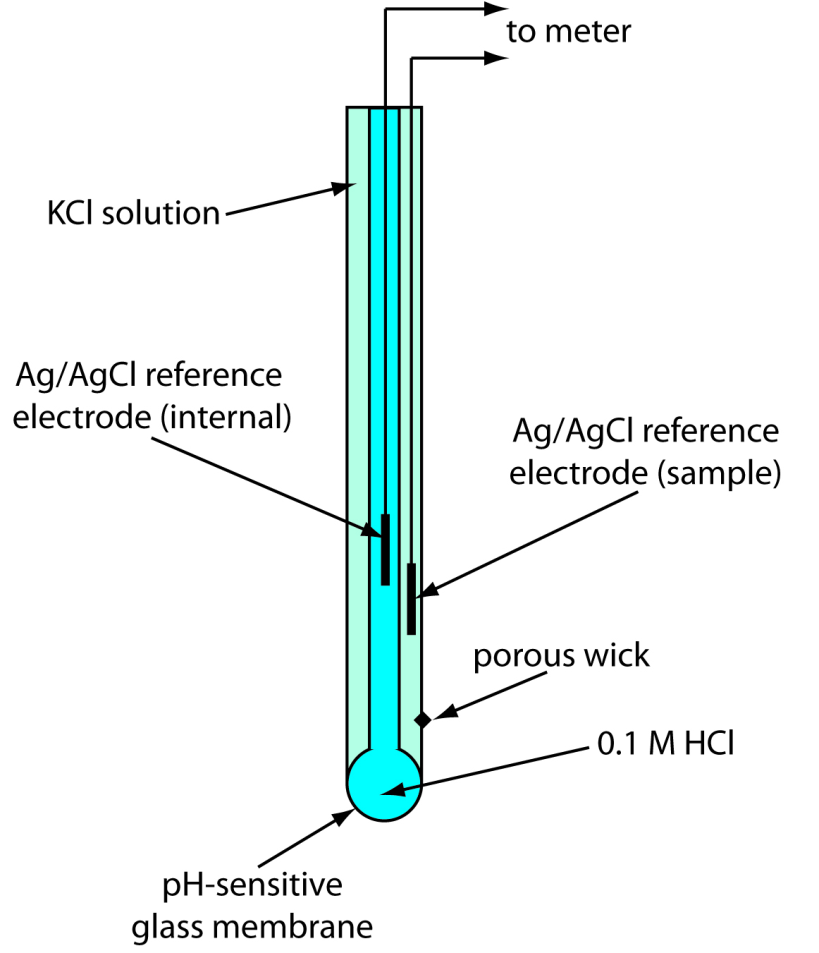 to meter
KCl solution
Ag/AgCl reference
electrode (internal)
Ag/AgCl reference
electrode (sample)
porous wick
0.1 M HCl
pH-sensitive
glass membrane